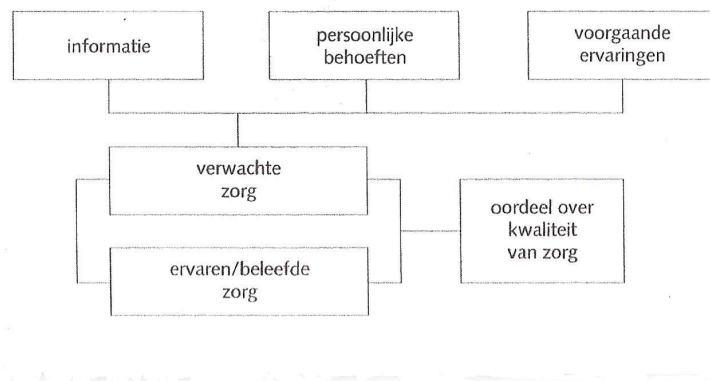 informatie
persoonlijke
behoeften
voorgaande
ervaringen
verwachte
zorg
oordeel over
kwaliteit
van zorg
ervaren/beleefde
zorg